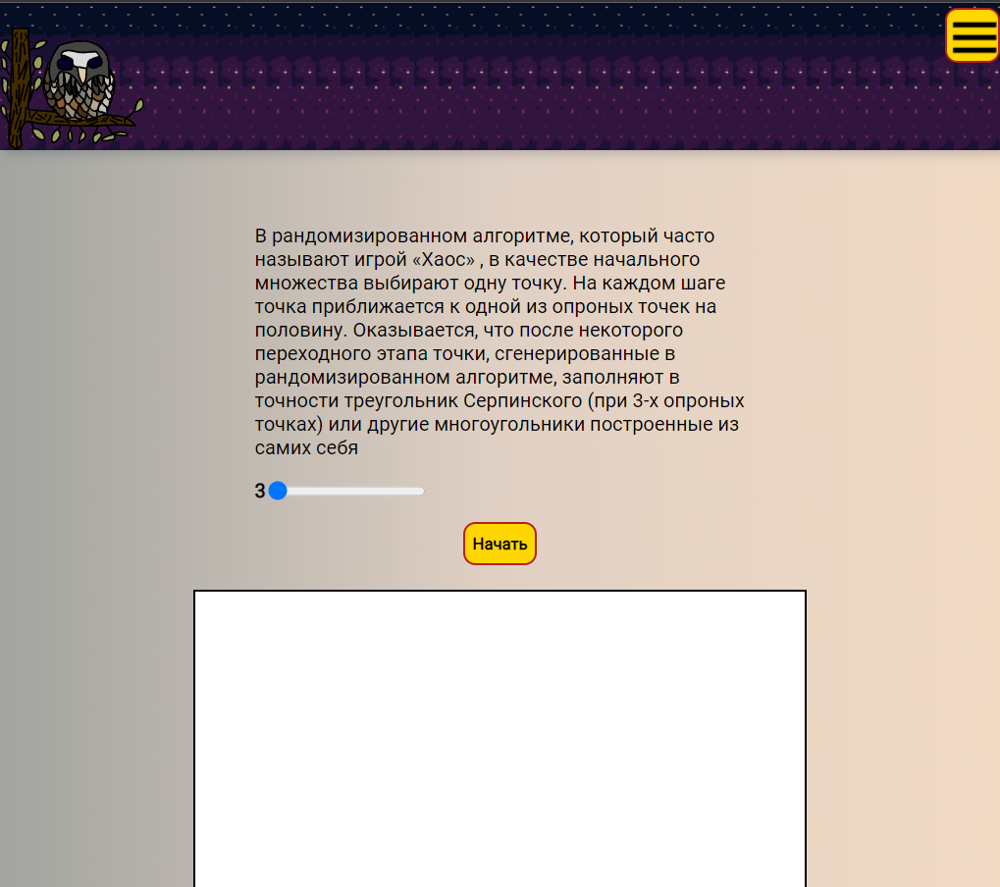 В рандомизированном алгоритме, который часто
называют игрой «Хаос» , в качестве начального
множества выбирают одну точку. На каждом шаге
точка приближается к одной из опроных точек на
половину. Оказывается, что после некоторого
переходного этапа точки, сгенерированные в
рандомизированном алгоритме, заполняют в
точности треугольник Серпинского (при 3-х опроных
точках) или другие многоугольники построенные из
самих себя
3
Начать